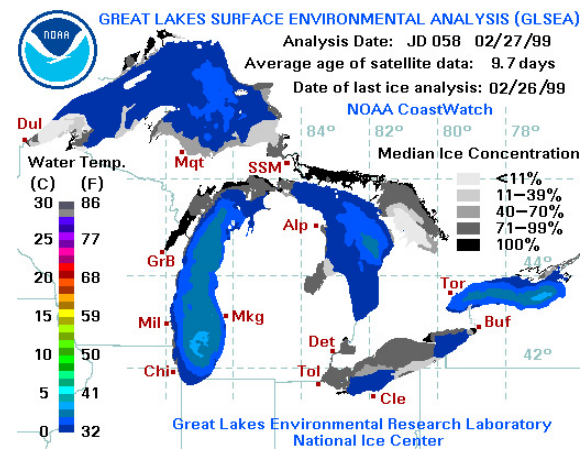 GREAT LAKES SURFACE ENVIRONMENTAL ANALYSIS (GLSEA)
NOAA
Analysis Date: JD 058 02/27/99
Average age of satellite data: 9.7 days
Date of last ice analysis: 02/26/99
NOAA CoastWatch
Dul
Mqt
SSM
84° 82° 80° 78°
Water Temp.
(C) (F)
30 86
25 77
20 68
15 59
10 50
5 41
0 32
Median Ice Concentration
<11%
11-39%
40-70%
71-99%
100%
Alp
GrB
44°
Tor
Mil
Mkg
Buf
Det
42°
Chi
Tol
Cle
Great Lakes Environmental Research Laboratory
National Ice Center